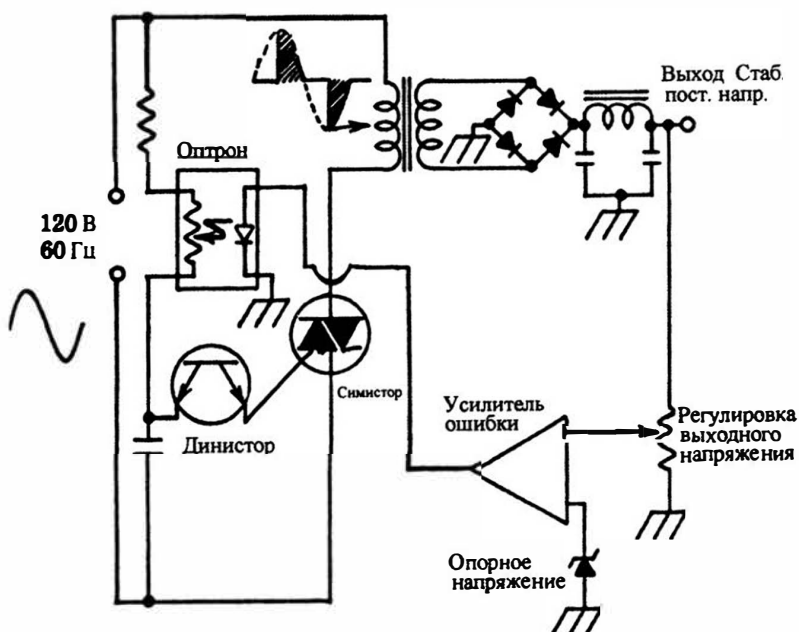 Выход Стаб.
пост. напр.
Оптрон
120 В
60 Гц
Симистор
Динистор
Усилитель
ошибки
Регулировка
выходного
напряжения
Опорное
напряжение